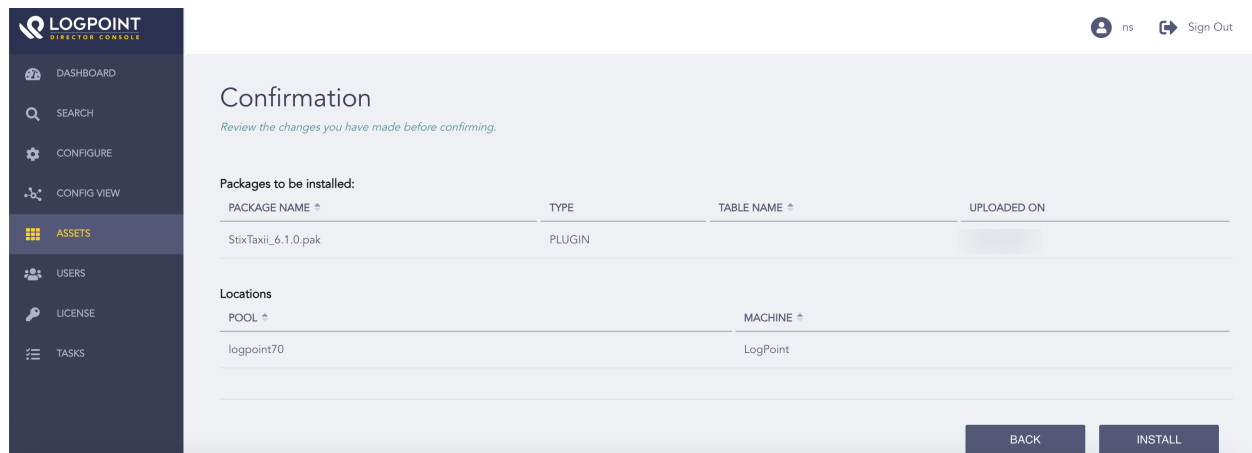 LOGPOINT
DIRECTOR CONSOLE
ns Sign Out
DASHBOARD
SEARCH
CONFIGURE
CONFIG VIEW
ASSETS
USERS
LICENSE
TASKS
Confirmation
Review the changes you have made before confirming.
Packages to be installed:
PACKAGE NAME TYPE TABLE NAME UPLOADED ON
StixTaxii_6.1.0.pak PLUGIN
Locations
POOL MACHINE
logpoint70 LogPoint
BACK INSTALL